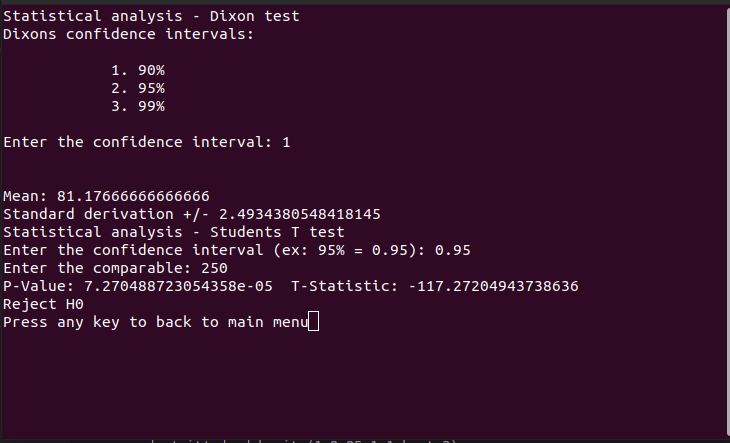 Statistical analysis - Dixon test
Dixons confidence intervals:
1. 90%
2. 95%
3. 99%
Enter the confidence interval: 1
Mean: 81.17666666666666
Standard derivation +/- 2.4934380548418145
Statistical analysis - Students T test
Enter the confidence interval (ex: 95% = 0.95): 0.95
Enter the comparable: 250
P-Value: 7.270488723054358e-05  T-Statistic: -117.27204943738636
Reject H0
Press any key to back to main menu